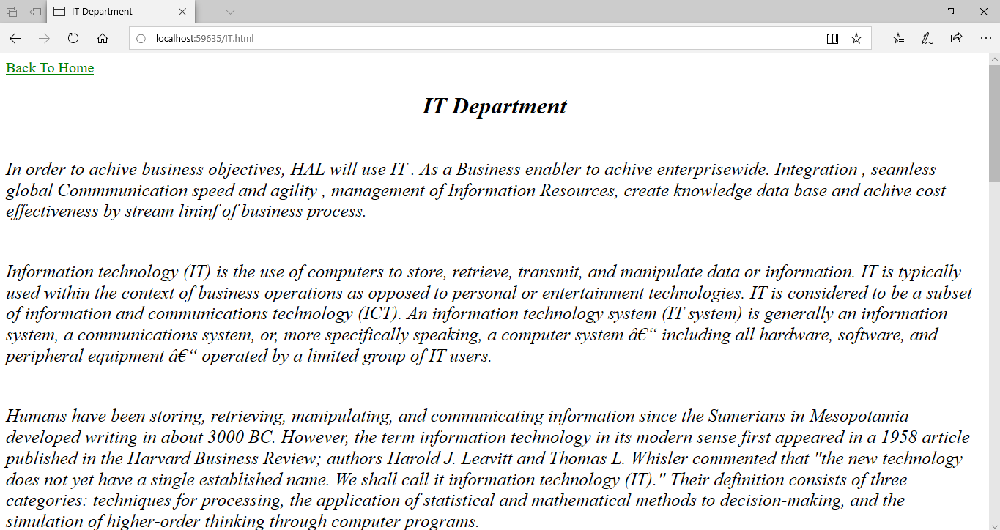 IT Department
localhost:59635/IT.html
Back To Home
IT Department
In order to achive business objectives, HAL will use IT . As a Business enabler to achive enterprisewide. Integration , seamless
global Commmunication speed and agility , management of Information Resources, create knowledge data base and achive cost
effectiveness by stream lininf of business process.
Information technology (IT) is the use of computers to store, retrieve, transmit, and manipulate data or information. IT is typically
used within the context of business operations as opposed to personal or entertainment technologies. IT is considered to be a subset
of information and communications technology (ICT). An information technology system (IT system) is generally an information
system, a communications system, or, more specifically speaking, a computer system â€“ including all hardware, software, and
peripheral equipment â€“ operated by a limited group of IT users.
Humans have been storing, retrieving, manipulating, and communicating information since the Sumerians in Mesopotamia
developed writing in about 3000 BC. However, the term information technology in its modern sense first appeared in a 1958 article
published in the Harvard Business Review; authors Harold J. Leavitt and Thomas L. Whisler commented that "the new technology
does not yet have a single established name. We shall call it information technology (IT)." Their definition consists of three
categories: techniques for processing, the application of statistical and mathematical methods to decision-making, and the
simulation of higher-order thinking through computer programs.